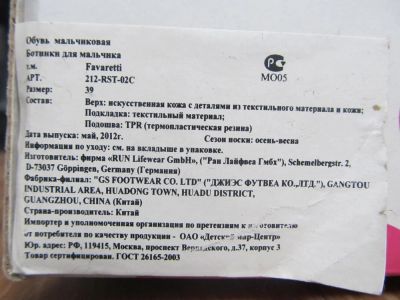 Обувь мальчиковая
Ботинки для мальчика
т.м. Favaretti
АРТ. 212-RST-02C
МО05
Размер: 39
Состав: Верх: искусственная кожа с деталями из текстильного материала и кожи;
Подкладка: текстильный материал;
Подошва: TPR (термопластическая резина)
Дата выпуска: май, 2012г. Сезон носки: осень-весна
Информация по уходу: см. на вкладыше в упаковке.
Изготовитель: фирма «RUN Lifewear GmbH», ("Ран Лайфвеа Гмбх"), Schemelbergstr. 2,
D-73037 Göppingen, Germany (Германия)
Фабрика-филиал: "GS FOOTWEAR CO. LTD" ("ДЖИЭС ФУТВЕА КО.,ЛТД."), GANGTOU
INDUSTRIAL AREA, HUADONG TOWN, HUADU DISTRICT,
GUANGZHOU, CHINA (Китай)
Страна-производитель: Китай
Импортер и уполномоченная организация по претензиям к изготовителю
от потребителя по качеству продукции - ОАО «Детский мир-Центр»
Юр. адрес: РФ, 119415, Москва, проспект Вернадского, д.37, корпус 3
Товар сертифицирован. ГОСТ 26165-2003